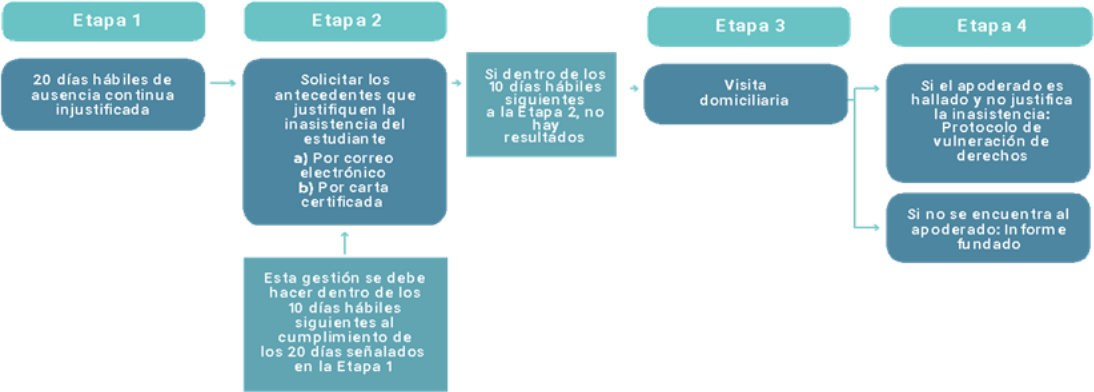 Etapa 1
20 días hábiles de
ausencia continua
injustificada
Etapa 2
Solicitar los
antecedentes que
justifiquen la
inasistencia del
estudiante
a) Por correo
electrónico
b) Por carta
certificada
Esta gestión se debe
hacer dentro de los
10 días hábiles
siguientes al
cumplimiento de
los 20 días señalados
en la Etapa 1
Si dentro de los
10 días hábiles
siguientes
a la Etapa 2, no
hay
resultados
Etapa 3
Visita
domiciliaria
Etapa 4
Si el apoderado es
hallado y no justifica
la inasistencia:
Protocolo de
vulneración de
derechos
Si no se encuentra al
apoderado: Informe
fundado